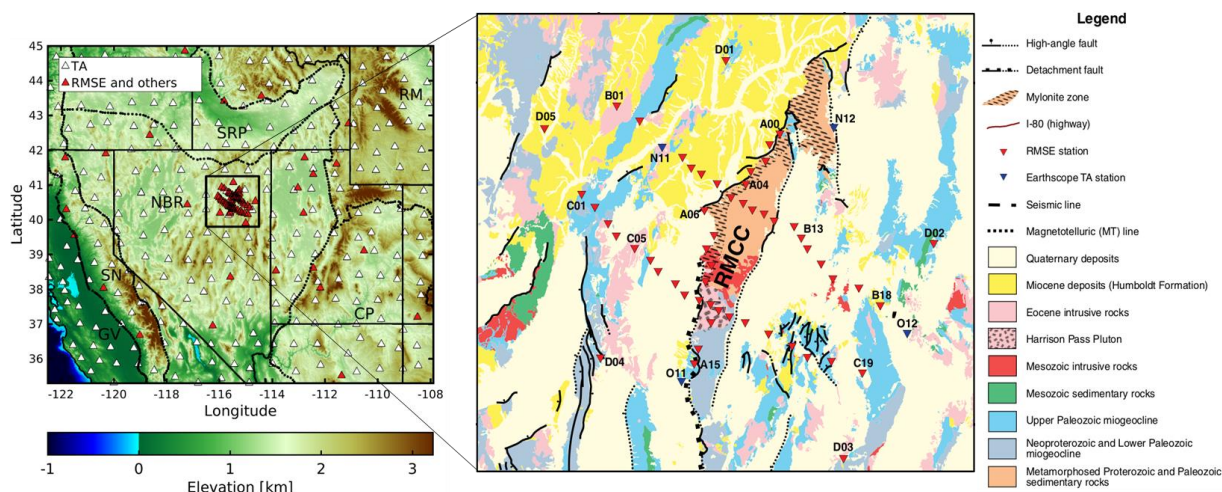 45
44
43
42
41
40
39
38
37
36
-122
-120
-118
-116
-114
-112
-110
-108
Latitude
Longitude
TA
RMSE and others
RM
SRP
NBR
SN
GV
CP
-1
0
1
2
3
Elevation [km]
D01
B01
D05
A00
N12
N11
A04
C01
A06
C05
B13
D02
RMCC
B18
O12
D04
A15
O11
C19
D03
Legend
High-angle fault
Detachment fault
Mylonite zone
I-80 (highway)
RMSE station
Earthscope TA station
Seismic line
Magnetotelluric (MT) line
Quaternary deposits
Miocene deposits (Humboldt Formation)
Eocene intrusive rocks
Harrison Pass Pluton
Mesozoic intrusive rocks
Mesozoic sedimentary rocks
Upper Paleozoic miogeocline
Neoproterozoic and Lower Paleozoic
miogeocline
Metamorphosed Proterozoic and Paleozoic
sedimentary rocks